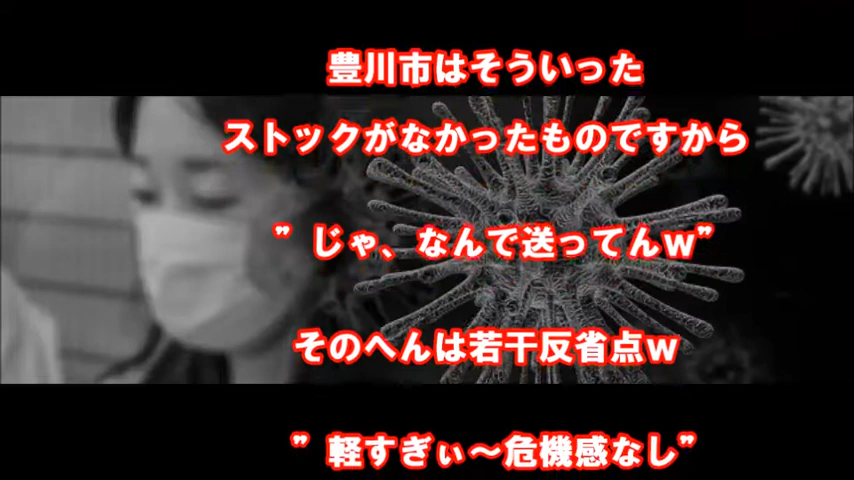 豊川市はそういった
ストックがなかったものですから
”じゃ、なんで送ってんｗ”
そのへんは若干反省点ｗ
”軽すぎぃ～危機感なし”